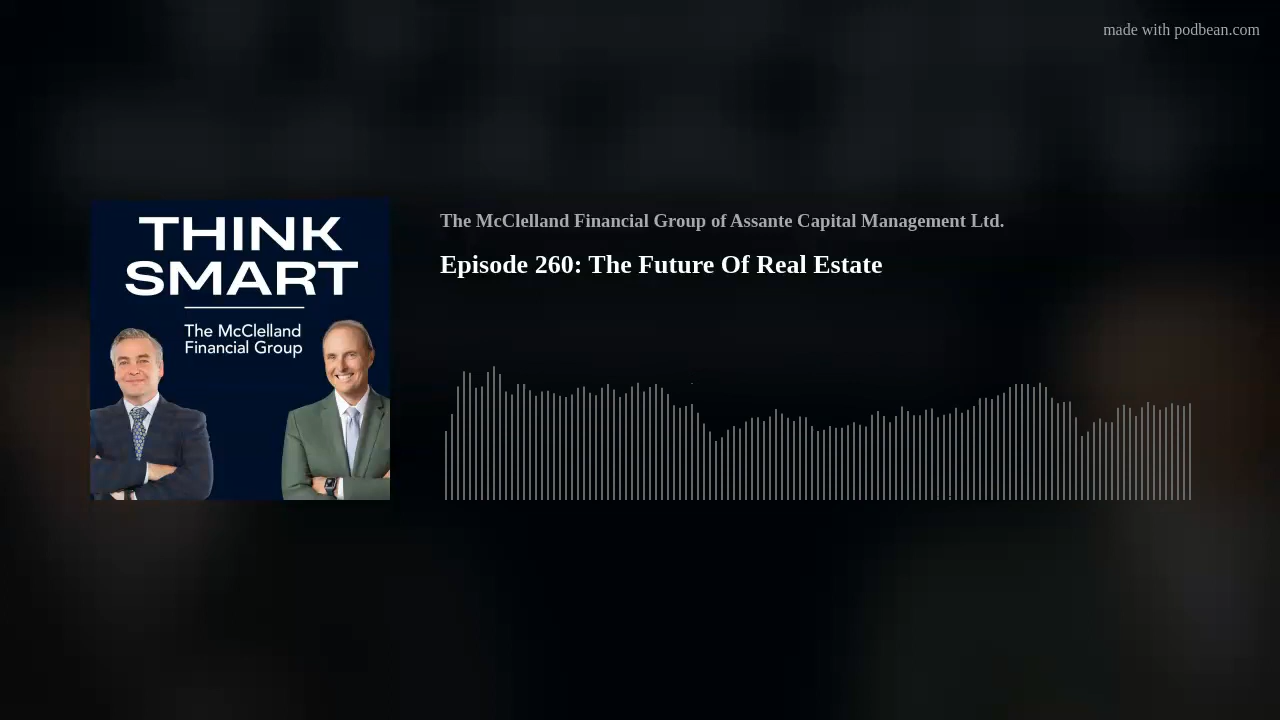 made with podbean.com
THINK
SMART
The McClelland
Financial Group
The McClelland Financial Group of Assante Capital Management Ltd.
Episode 260: The Future Of Real Estate